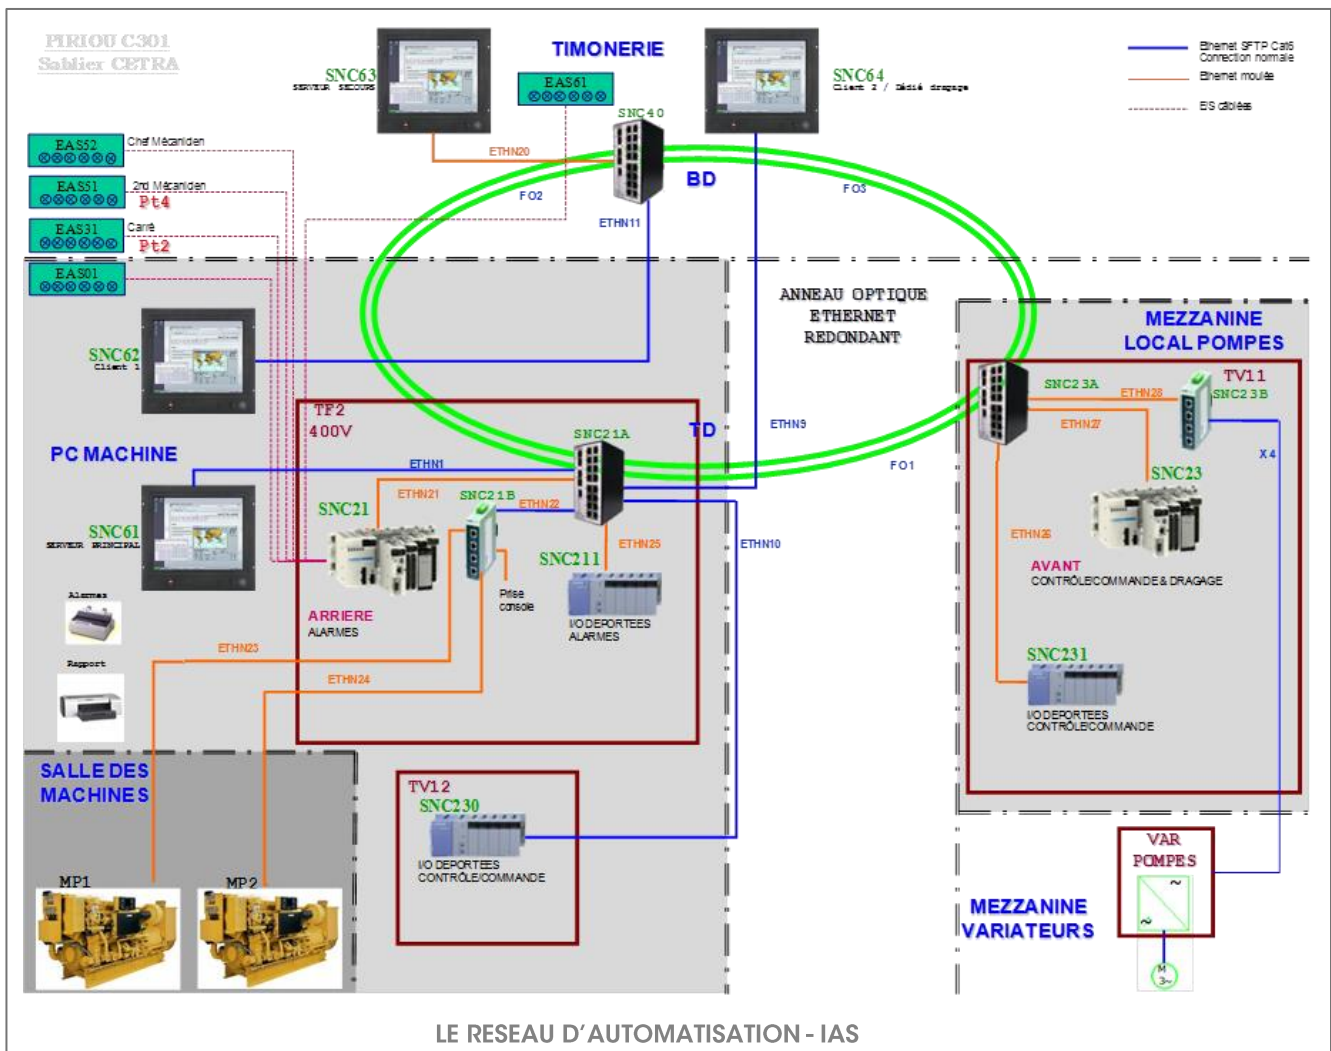 PIRIOU C301
Sablier CETRA
TIMONERIE
SNC63
SERVEUR SECOURS
EAS61
SNC40
SNC64
Client 2 / Dédié dragage
Ethernet SFTP Cat6
Connection normale
Ethernet moulée
E/S câblées
ETHN20
BD
FO2
FO3
ETHN11
EAS52
Chef Mécanicien
EAS51
2nd Mécanicien
Pt4
EAS31
Carré
Pt2
EAS01
ANNEAU OPTIQUE
ETHERNET
REDONDANT
MEZZANINE
LOCAL POMPES
SNC62
Client 1
TF2
400V
SNC21A
TD
ETHN9
FO1
SNC23A
ETHN28
TV11
SNC23B
ETHN27
X 4
PC MACHINE
ETHN1
ETHN21
SNC21B
ETHN22
SNC21
SNC23
SNC61
SERVEUR PRINCIPAL
SNC211
ETHN25
ETHN10
ETHN26
AVANT
CONTRÔLE/COMMANDE & DRAGAGE
Prise
console
ARRIERE
ALARMES
I/O DEPORTEES
ALARMES
Alarmes
ETHN23
Rapport
ETHN24
SNC231
I/O DEPORTEES
CONTRÔLE/COMMANDE
SALLE DES
MACHINES
TV12
SNC230
I/O DEPORTEES
CONTRÔLE/COMMANDE
MP1
MP2
VAR
POMPES
~
~
MEZZANINE
VARIATEURS
M
3~
LE RESEAU D'AUTOMATISATION - IAS